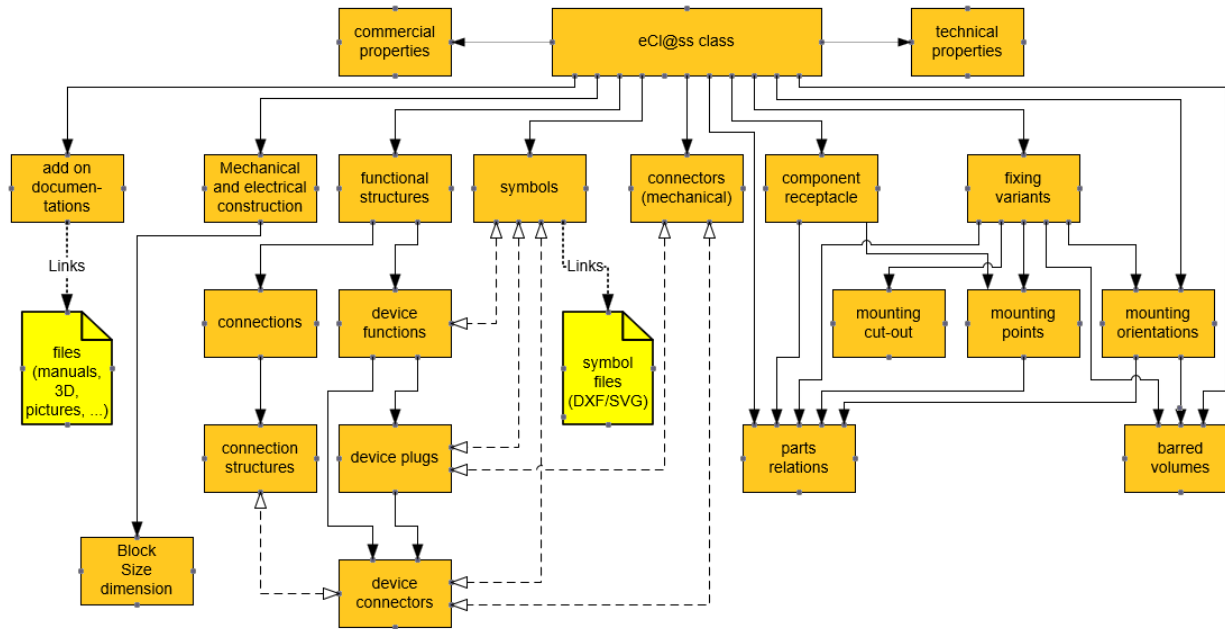 commercial
properties
eCl@ss class
technical
properties
add on
documen-
tations
Mechanical
and electrical
construction
functional
structures
symbols
connectors
(mechanical)
component
receptacle
fixing
variants
Links
Links
files
(manuals,
3D,
pictures, ...)
connections
device
functions
symbol
files
(DXF/SVG)
mounting
cut-out
mounting
points
mounting
orientations
connection
structures
device plugs
parts
relations
barred
volumes
Block
Size
dimension
device
connectors